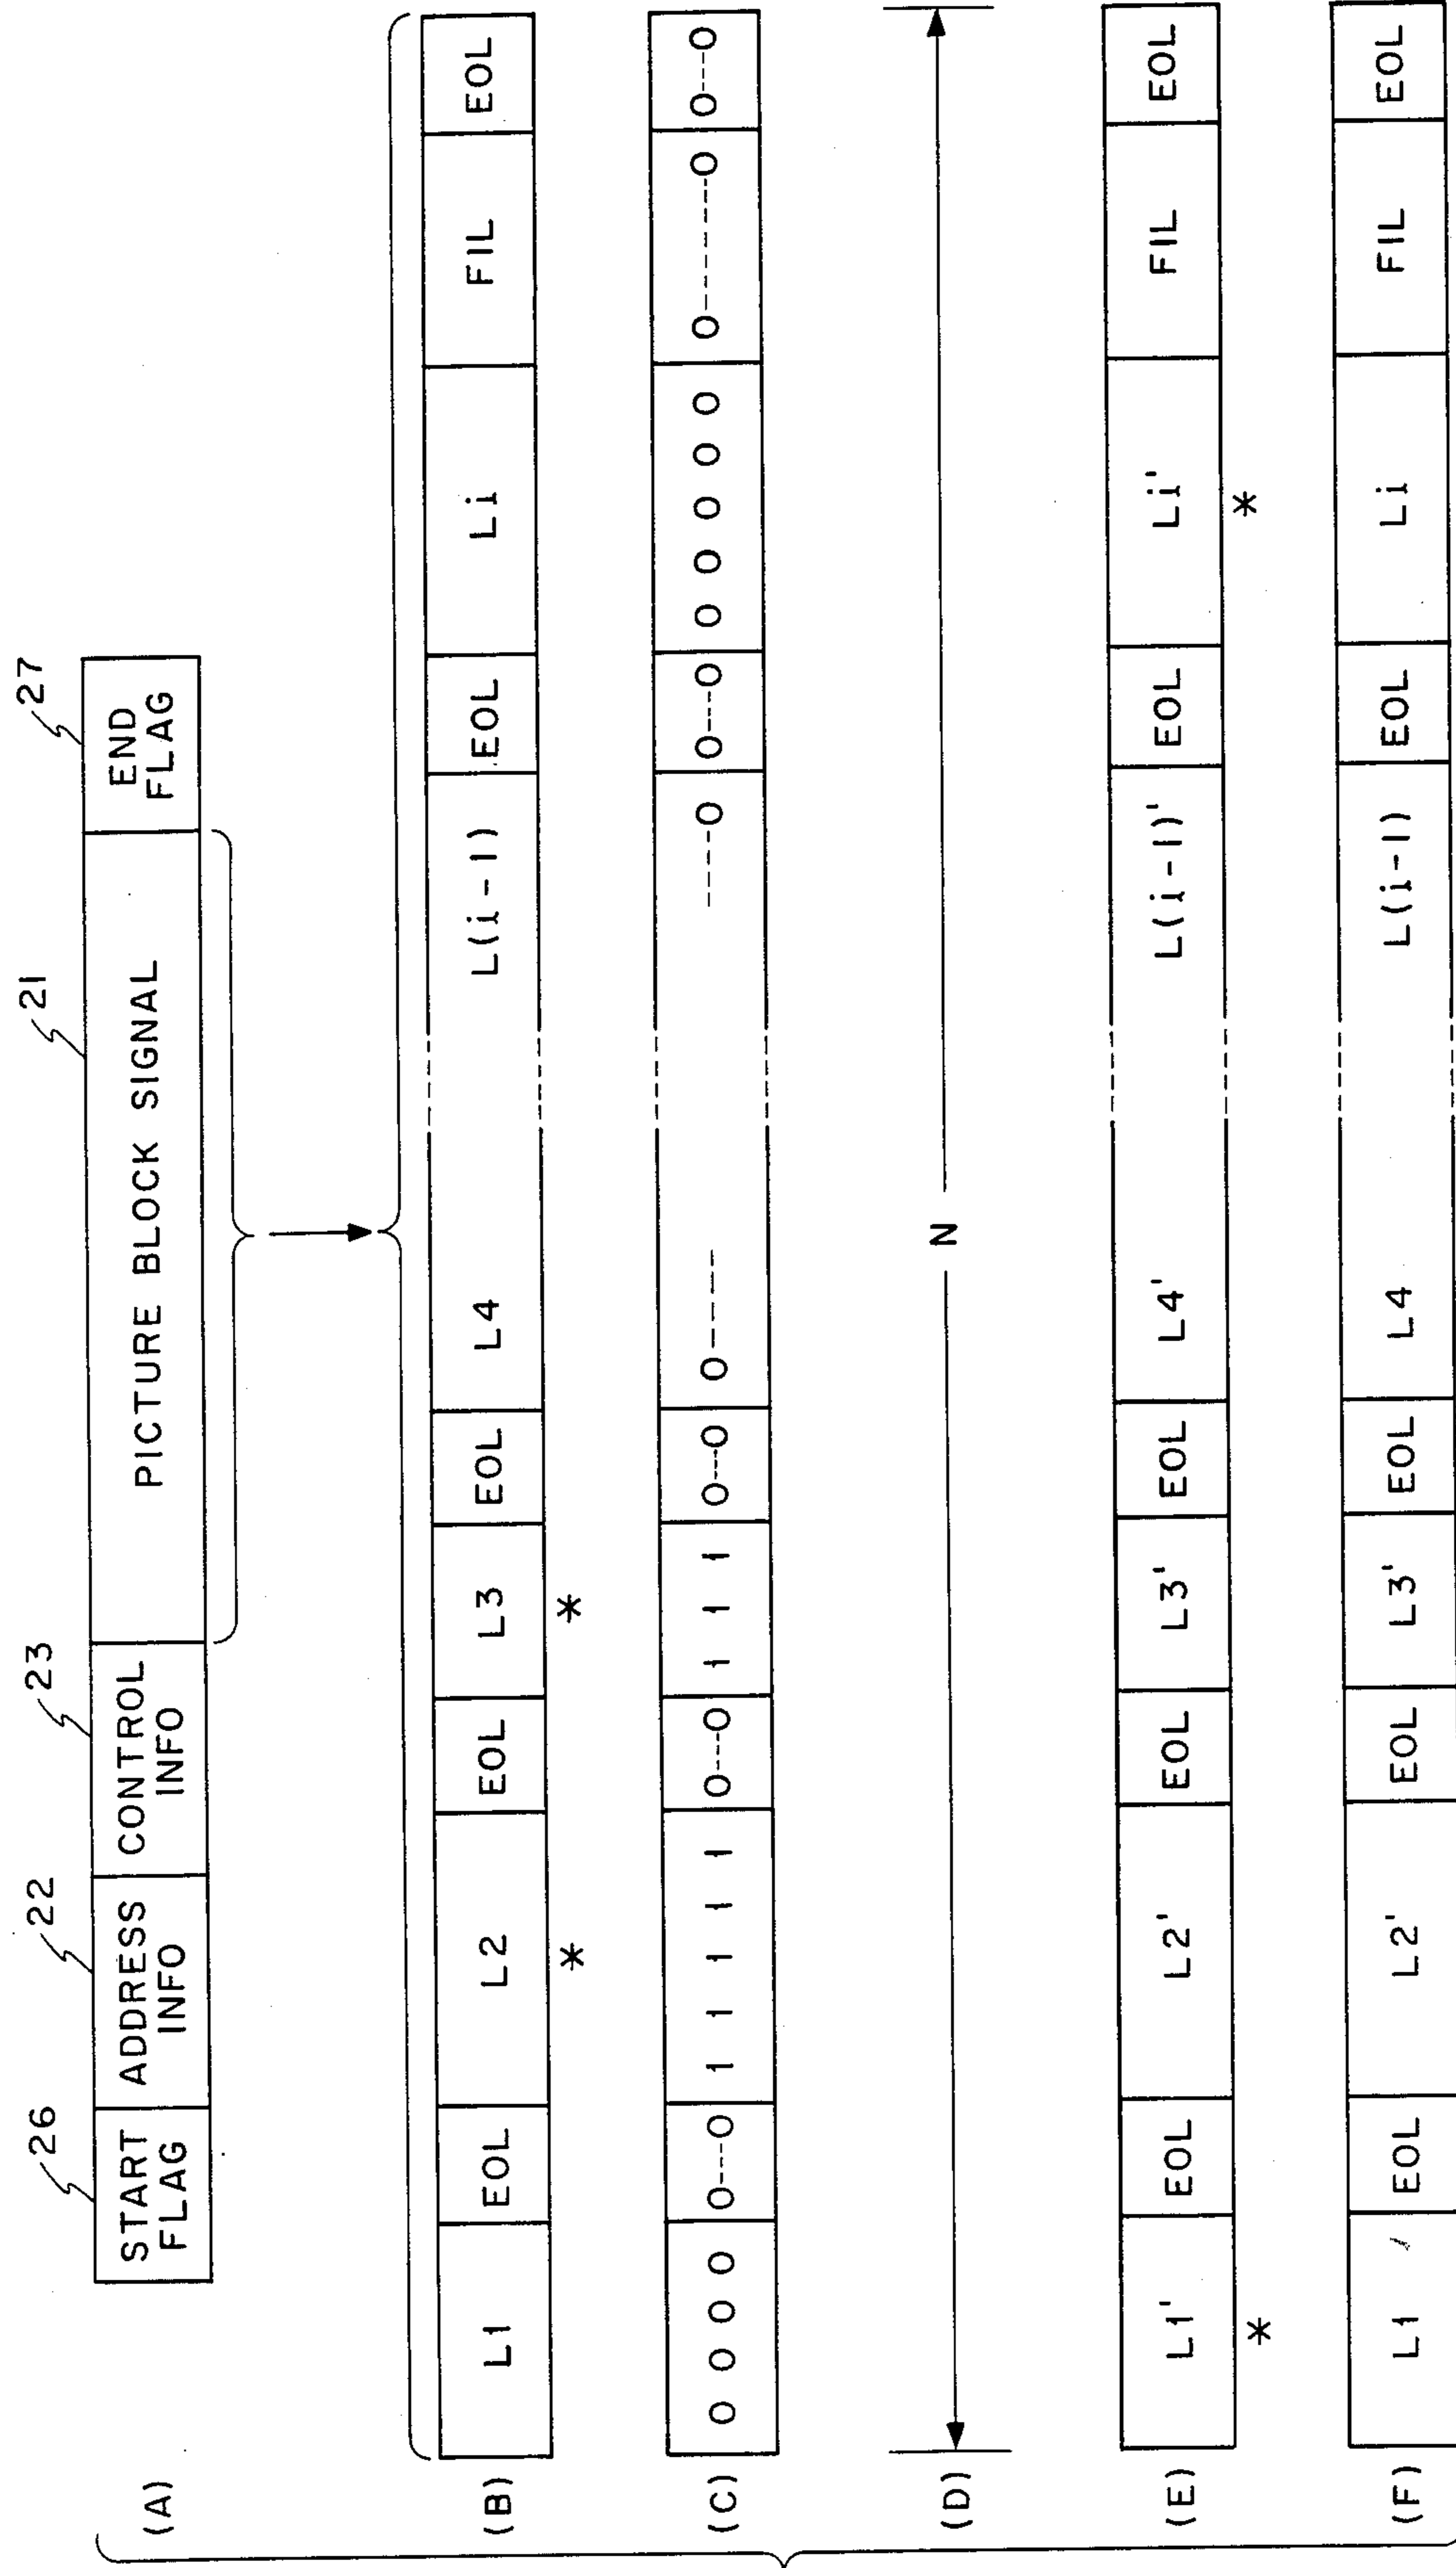 26 22 23 21 27
(A) START FLAG ADDRESS INFO CONTROL INFO PICTURE BLOCK SIGNAL END FLAG
(B) L1 EOL L2 EOL L3 EOL L4 L(i-1) EOL Li FIL EOL
* *
(C) 0 0 0 0 0---0 1 1 1 1 1 0---0 1 1 1 0---0 0---- ----0 0---0 0 0 0 0 0 0------0 0---0
(D) N
(E) L1' EOL L2' EOL L3' EOL L4' L(i-1)' EOL Li' FIL EOL
* *
(F) L1 EOL L2' EOL L3' EOL L4 L(i-1) EOL Li FIL EOL